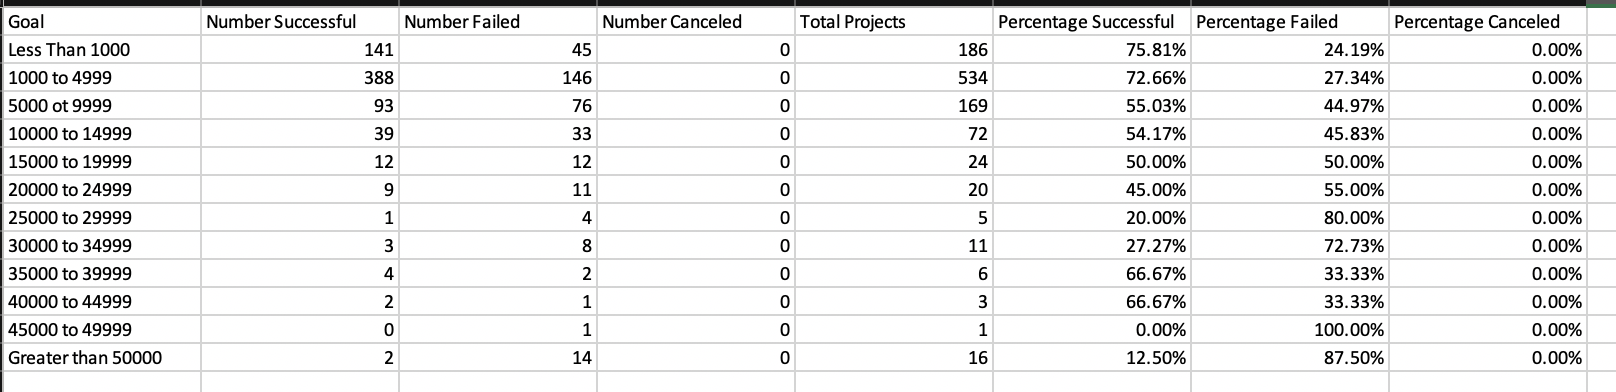 Goal Number Successful Number Failed Number Canceled Total Projects Percentage Successful Percentage Failed Percentage Canceled
Less Than 1000 141 45 0 186 75.81% 24.19% 0.00%
1000 to 4999 388 146 0 534 72.66% 27.34% 0.00%
5000 ot 9999 93 76 0 169 55.03% 44.97% 0.00%
10000 to 14999 39 33 0 72 54.17% 45.83% 0.00%
15000 to 19999 12 12 0 24 50.00% 50.00% 0.00%
20000 to 24999 9 11 0 20 45.00% 55.00% 0.00%
25000 to 29999 1 4 0 5 20.00% 80.00% 0.00%
30000 to 34999 3 8 0 11 27.27% 72.73% 0.00%
35000 to 39999 4 2 0 6 66.67% 33.33% 0.00%
40000 to 44999 2 1 0 3 66.67% 33.33% 0.00%
45000 to 49999 0 1 0 1 0.00% 100.00% 0.00%
Greater than 50000 2 14 0 16 12.50% 87.50% 0.00%